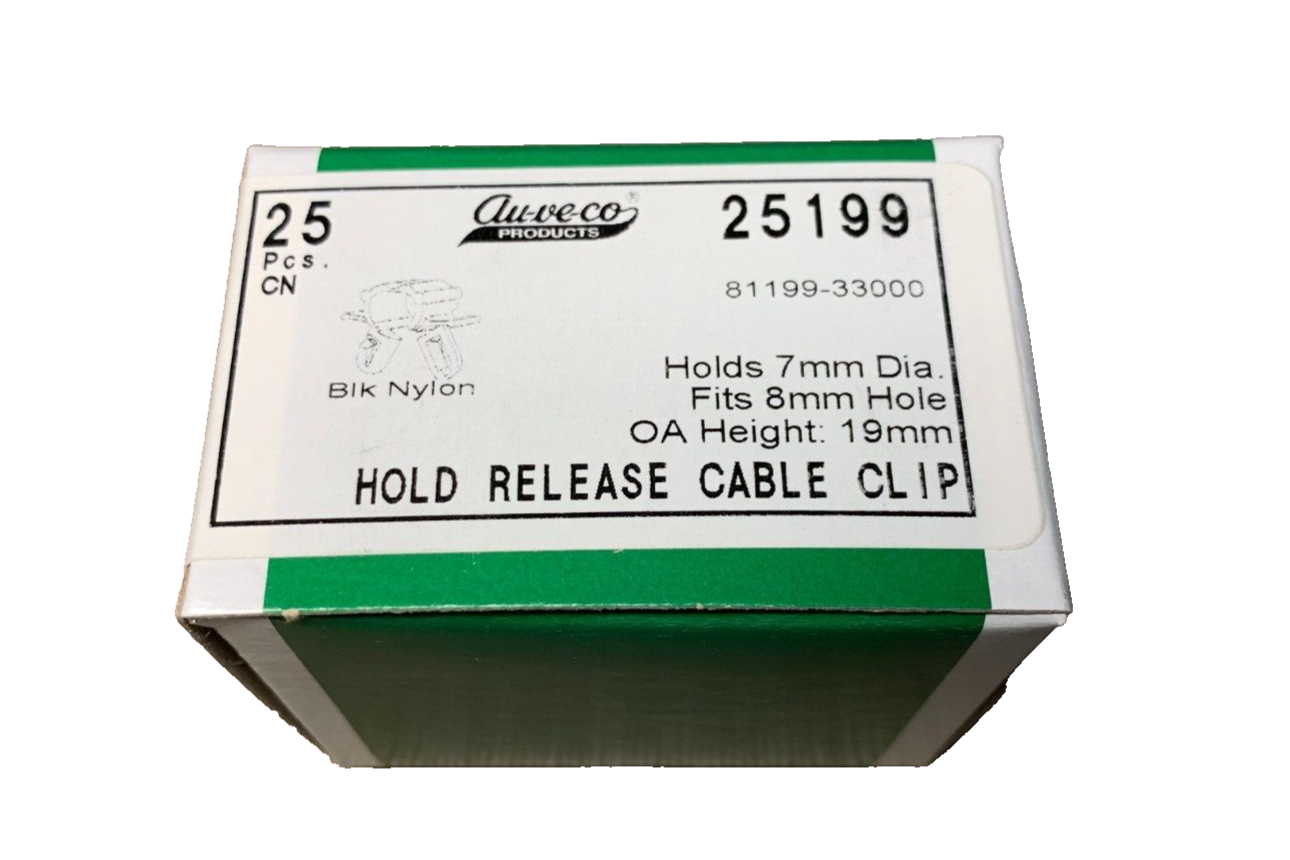 25
Pcs.
CN
au-ve-co®
PRODUCTS
25199
81199-33000
Blk Nylon
Holds 7mm Dia.
Fits 8mm Hole
OA Height: 19mm
HOLD RELEASE CABLE CLIP